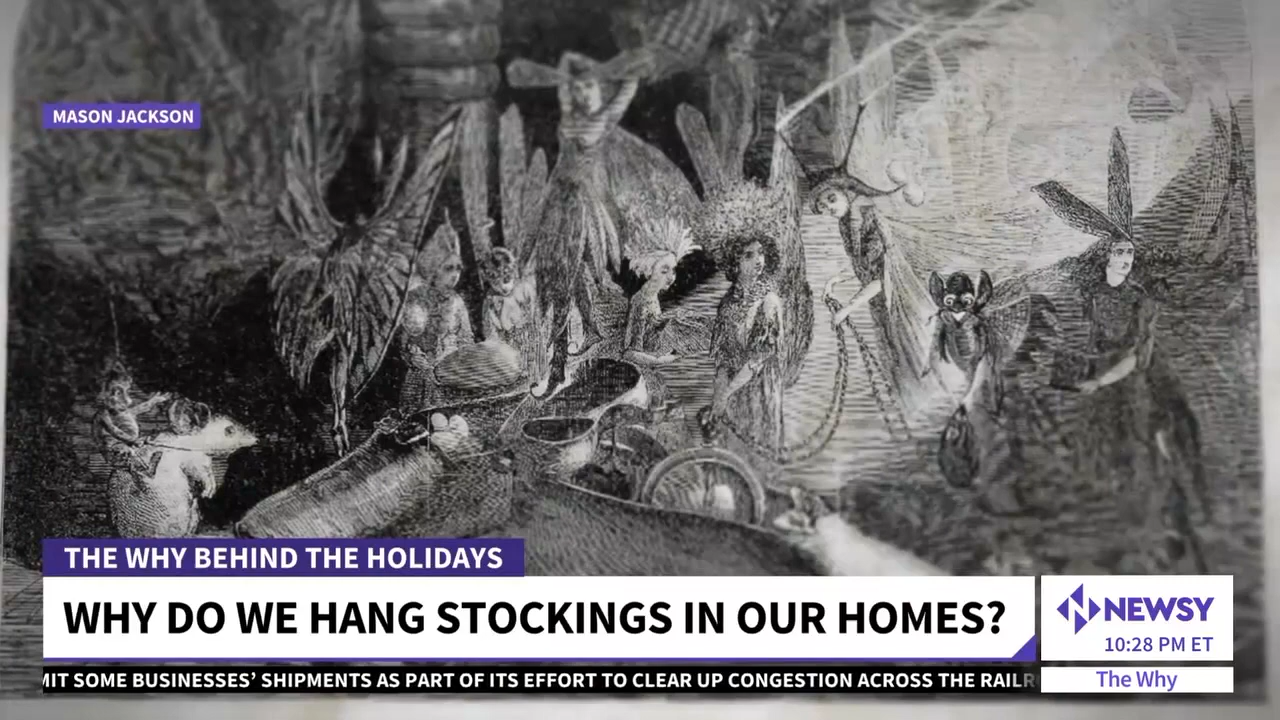 MASON JACKSON
THE WHY BEHIND THE HOLIDAYS
WHY DO WE HANG STOCKINGS IN OUR HOMES?
NEWSY
10:28 PM ET
SOME BUSINESSES' SHIPMENTS AS PART OF ITS EFFORT TO CLEAR UP CONGESTION ACROSS THE
The Why